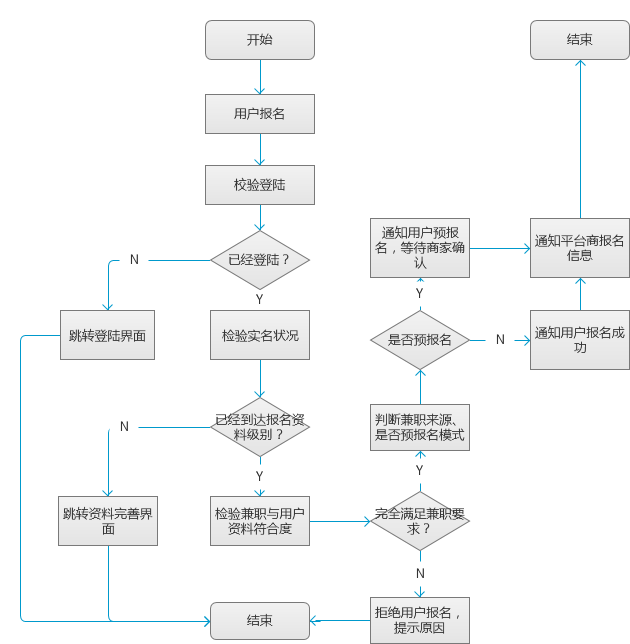 开始
用户报名
校验登陆
已经登陆？
N
Y
跳转登陆界面
检验实名状况
已经到达报名资
料级别？
N
Y
跳转资料完善界
面
检验兼职与用户
资料符合度
完全满足兼职要
求？
Y
N
判断兼职来源、
是否预报名模式
是否预报名
Y
N
通知用户预报
名，等待商家确
认
通知用户报名成
功
通知平台商报名
信息
结束
拒绝用户报名，
提示原因
结束